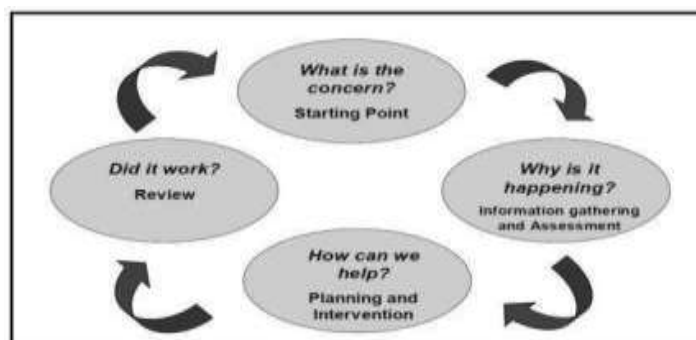 What is the
concern?
Starting Point
Why is it
happening?
Information gathering
and Assessment
How can we
help?
Planning and
Intervention
Did it work?
Review